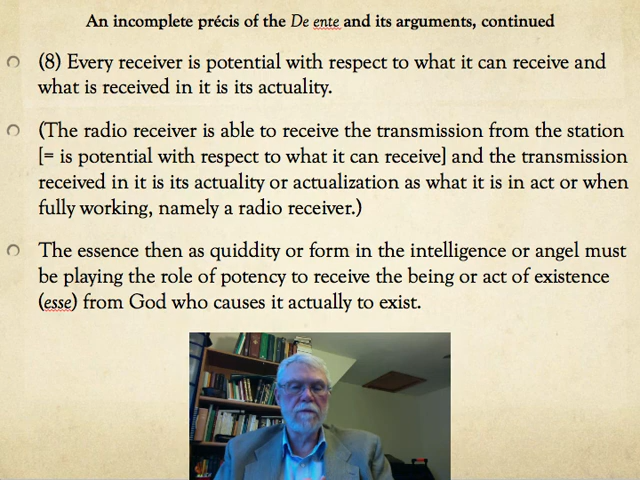 An incomplete précis of the De ente and its arguments, continued
(8) Every receiver is potential with respect to what it can receive and
what is received in it is its actuality.
(The radio receiver is able to receive the transmission from the station
[= is potential with respect to what it can receive] and the transmission
received in it is its actuality or actualization as what it is in act or when
fully working, namely a radio receiver.)
The essence then as quiddity or form in the intelligence or angel must
be playing the role of potency to receive the being or act of existence
(esse) from God who causes it actually to exist.